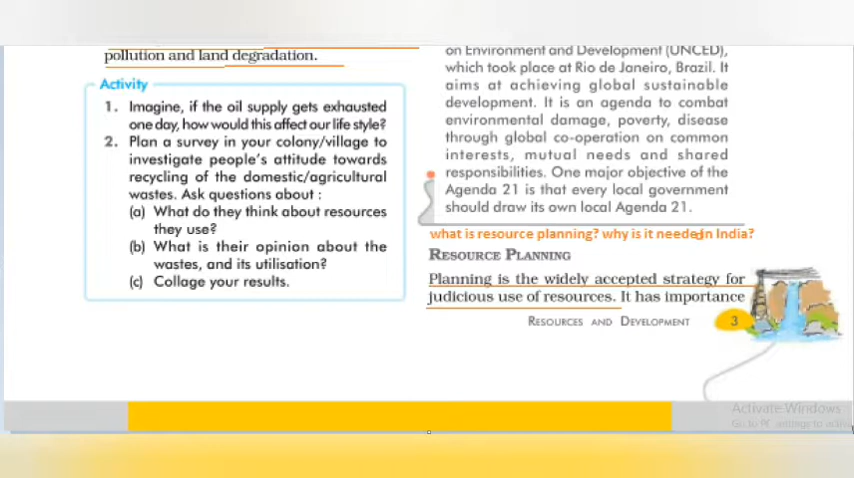 pollution and land degradation.
Activity
1. Imagine, if the oil supply gets exhausted
one day, how would this affect our life style?
2. Plan a survey in your colony/village to
investigate people's attitude towards
recycling of the domestic/agricultural
wastes. Ask questions about :
(a) What do they think about resources
they use?
(b) What is their opinion about the
wastes, and its utilisation?
(c) Collage your results.
on Environment and Development (UNCED),
which took place at Rio de Janeiro, Brazil. It
aims at achieving global sustainable
development. It is an agenda to combat
environmental damage, poverty, disease
through global co-operation on common
interests, mutual needs and shared
responsibilities. One major objective of the
Agenda 21 is that every local government
should draw its own local Agenda 21.
what is resource planning? why is it needed in India?
RESOURCE PLANNING
Planning is the widely accepted strategy for
judicious use of resources. It has importance
RESOURCES AND DEVELOPMENT 3
Activate Windows
Go to PC settings to